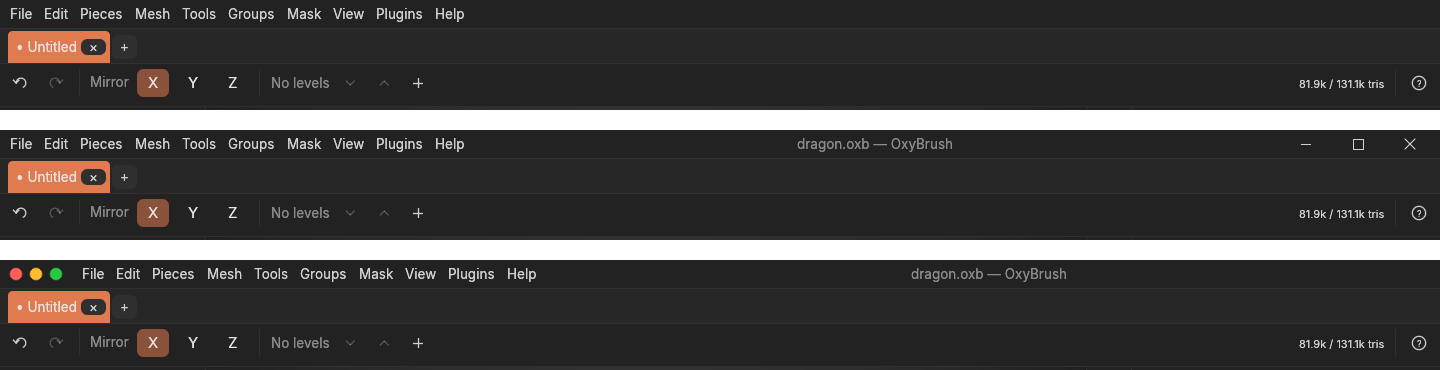 File Edit Pieces Mesh Tools Groups Mask View Plugins Help
• Untitled × +
Mirror X Y Z No levels + 81.9k / 131.1k tris ?
File Edit Pieces Mesh Tools Groups Mask View Plugins Help dragon.oxb — OxyBrush
• Untitled × +
Mirror X Y Z No levels + 81.9k / 131.1k tris ?
File Edit Pieces Mesh Tools Groups Mask View Plugins Help dragon.oxb — OxyBrush
• Untitled × +
Mirror X Y Z No levels + 81.9k / 131.1k tris ?